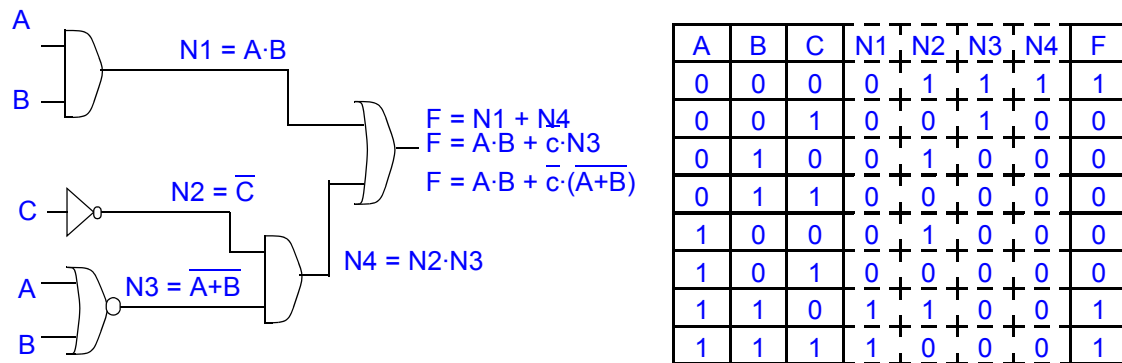 A
B
N1 = A·B
F = N1 + N4
F = A·B + c̅·N3
F = A·B + c̅·(A̅+̅B̅)
C
N2 = C̅
N4 = N2·N3
A
B
N3 = A̅+̅B̅
A B C N1 N2 N3 N4 F
0 0 0 0 1 1 1 1
0 0 1 0 0 1 0 0
0 1 0 0 1 0 0 0
0 1 1 0 0 0 0 0
1 0 0 0 1 0 0 0
1 0 1 0 0 0 0 0
1 1 0 1 1 0 0 1
1 1 1 1 0 0 0 1